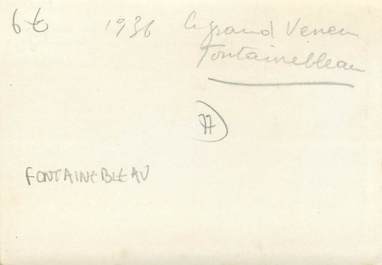 6€ 1936 Le grand Veneur
Fontainebleau
77
FONTAINEBLEAU